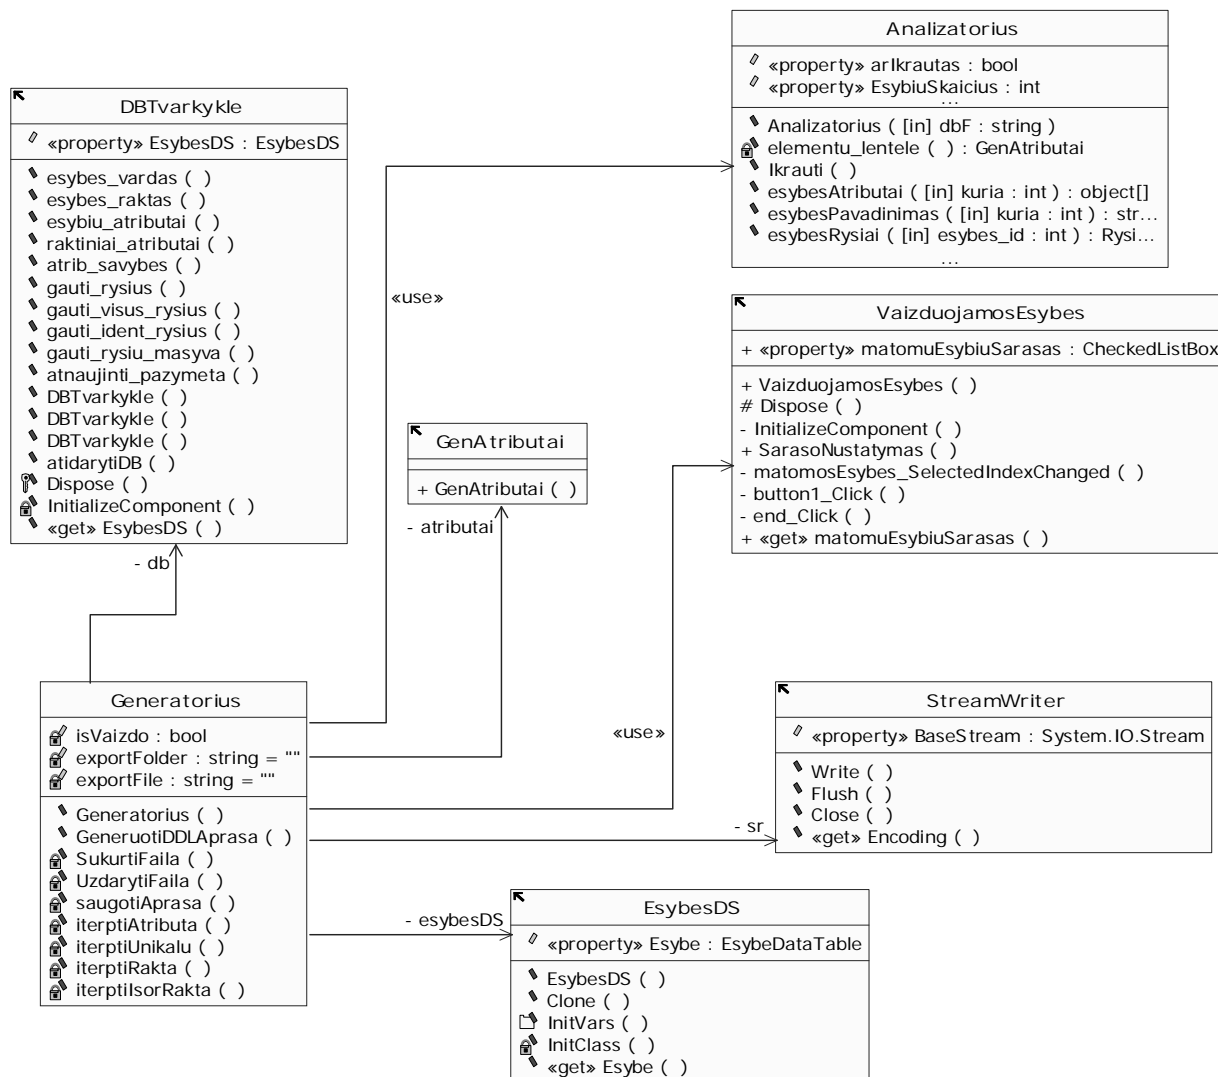 Analizatorius
«property» arIkrautas : bool
«property» EsybiuSkaicius : int
...
Analizatorius ( [in] dbF : string )
elementu_lentele ( ) : GenAtributai
Ikrauti ( )
esybesAtributai ( [in] kuria : int ) : object[]
esybesPavadinimas ( [in] kuria : int ) : str...
esybesRysiai ( [in] esybes_id : int ) : Rysi...
...
DBTvarkykle
«property» EsybesDS : EsybesDS
esybes_vardas ( )
esybes_raktas ( )
esybiu_atributai ( )
raktiniai_atributai ( )
atrib_savybes ( )
gauti_rysius ( )
gauti_visus_rysius ( )
gauti_ident_rysius ( )
gauti_rysiu_masyva ( )
atnaujinti_pazymeta ( )
DBTvarkykle ( )
DBTvarkykle ( )
DBTvarkykle ( )
atidarytiDB ( )
Dispose ( )
InitializeComponent ( )
«get» EsybesDS ( )
- db
«use»
VaizduojamosEsybes
+ «property» matomuEsybiuSarasas : CheckedListBox
+ VaizduojamosEsybes ( )
# Dispose ( )
- InitializeComponent ( )
+ SarasoNustatymas ( )
- matomosEsybes_SelectedIndexChanged ( )
- button1_Click ( )
- end_Click ( )
+ «get» matomuEsybiuSarasas ( )
GenAtributai
+ GenAtributai ( )
- atributai
Generatorius
isVaizdo : bool
exportFolder : string = ""
exportFile : string = ""
Generatorius ( )
GeneruotiDDLAprasa ( )
SukurtiFaila ( )
UzdarytiFaila ( )
saugotiAprasa ( )
iterptiAtributa ( )
iterptiUnikalu ( )
iterptiRakta ( )
iterptiIsorRakta ( )
«use»
- sr
StreamWriter
«property» BaseStream : System.IO.Stream
Write ( )
Flush ( )
Close ( )
«get» Encoding ( )
- esybesDS
EsybesDS
«property» Esybe : EsybeDataTable
EsybesDS ( )
Clone ( )
InitVars ( )
InitClass ( )
«get» Esybe ( )